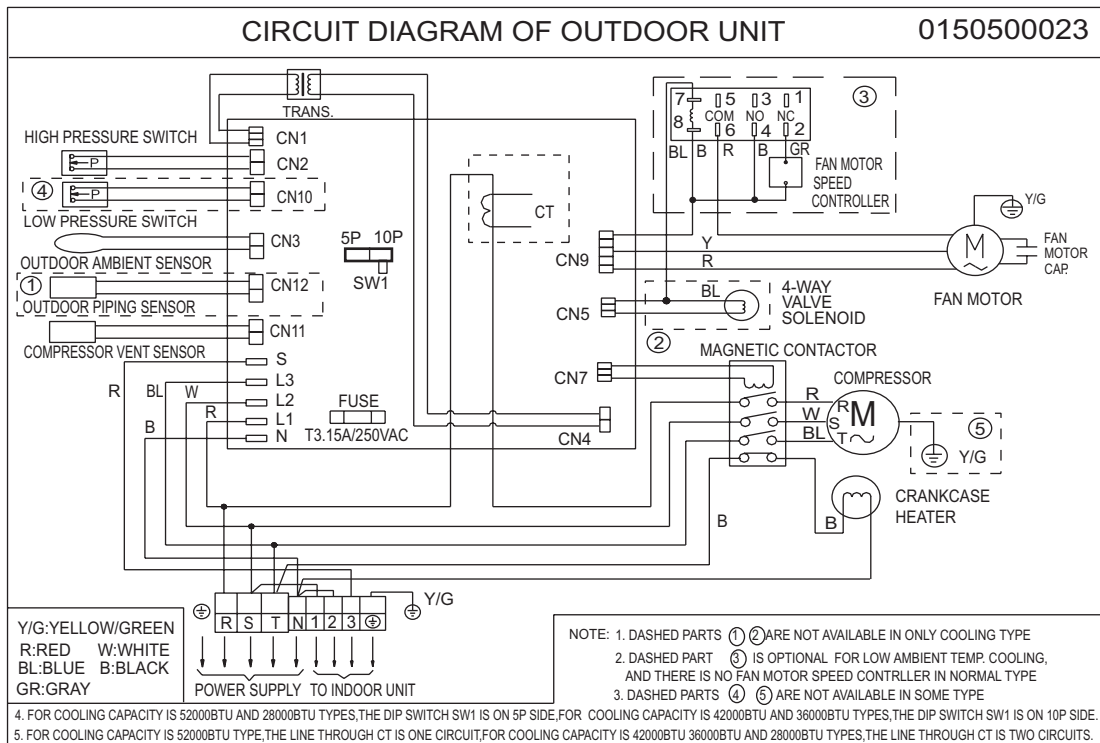 CIRCUIT DIAGRAM OF OUTDOOR UNIT
0150500023
TRANS.
HIGH PRESSURE SWITCH
CN1
CN2
P
④
P
CN10
LOW PRESSURE SWITCH
CN3
OUTDOOR AMBIENT SENSOR
①
CN12
OUTDOOR PIPING SENSOR
CN11
COMPRESSOR VENT SENSOR
S
L3
L2
L1
N
R
BL
W
R
B
5P 10P
SW1
FUSE
T3.15A/250VAC
CT
CN9
CN5
CN7
CN4
7 5 3 1
COM NO NC
8 6 4 2
③
BL B R B GR
FAN MOTOR
SPEED
CONTROLLER
Y
R
Y/G
M
FAN
MOTOR
CAP.
FAN MOTOR
BL
4-WAY
VALVE
SOLENOID
②
MAGNETIC CONTACTOR
COMPRESSOR
R
W
BL
R
S
T
M
⑤
Y/G
CRANKCASE
HEATER
B
B
Y/G
R S T N 1 2 3
POWER SUPPLY
TO INDOOR UNIT
Y/G:YELLOW/GREEN
R:RED W:WHITE
BL:BLUE B:BLACK
GR:GRAY
NOTE: 1. DASHED PARTS ① ② ARE NOT AVAILABLE IN ONLY COOLING TYPE
2. DASHED PART ③ IS OPTIONAL FOR LOW AMBIENT TEMP. COOLING,
AND THERE IS NO FAN MOTOR SPEED CONTRLLER IN NORMAL TYPE
3. DASHED PARTS ④ ⑤ ARE NOT AVAILABLE IN SOME TYPE
4. FOR COOLING CAPACITY IS 52000BTU AND 28000BTU TYPES,THE DIP SWITCH SW1 IS ON 5P SIDE,FOR COOLING CAPACITY IS 42000BTU AND 36000BTU TYPES,THE DIP SWITCH SW1 IS ON 10P SIDE.
5. FOR COOLING CAPACITY IS 52000BTU TYPE,THE LINE THROUGH CT IS ONE CIRCUIT,FOR COOLING CAPACITY IS 42000BTU 36000BTU AND 28000BTU TYPES,THE LINE THROUGH CT IS TWO CIRCUITS.